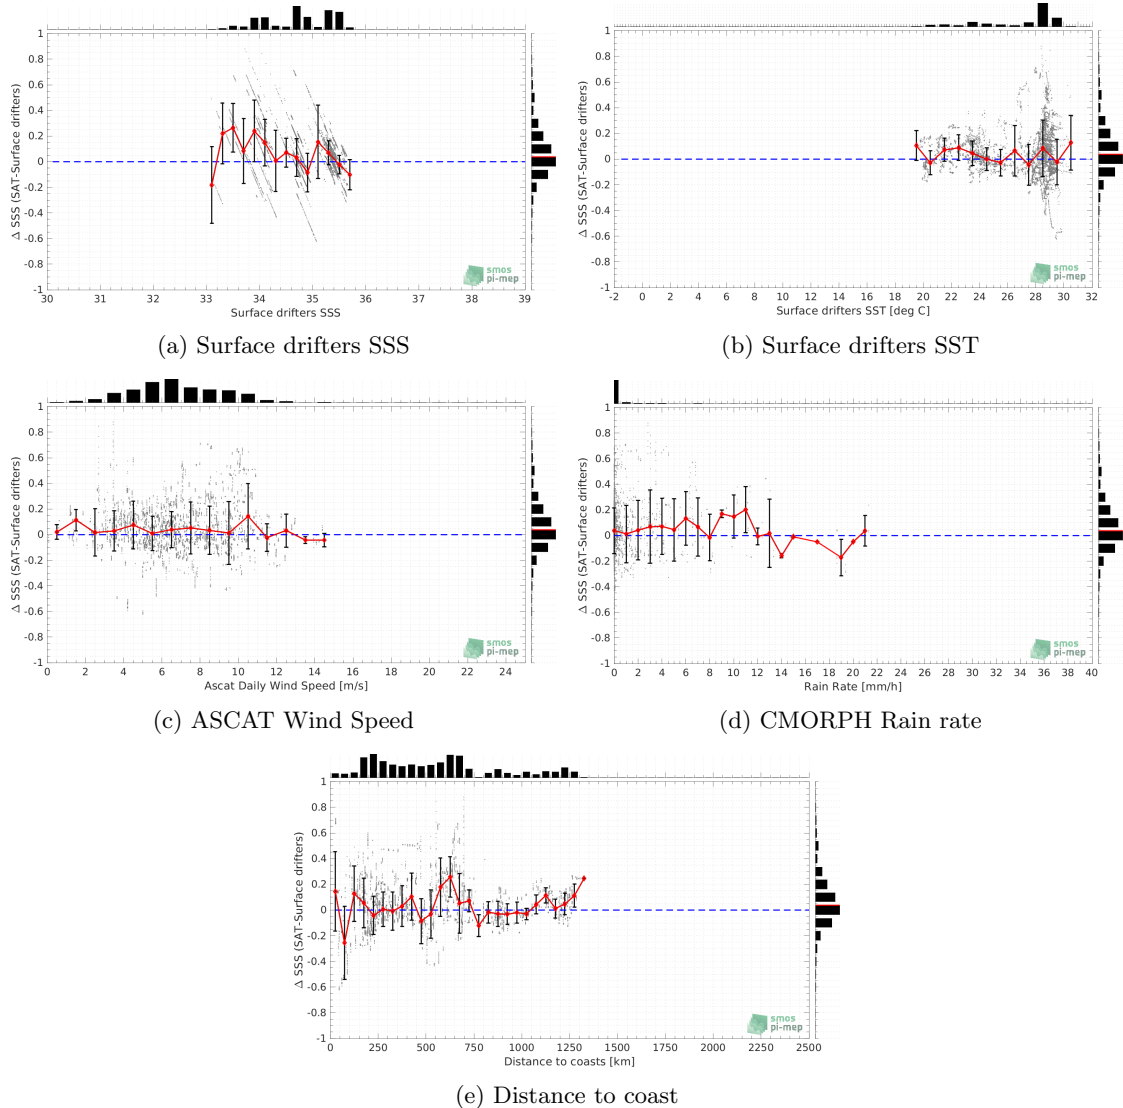 1
0.8
0.6
0.4
0.2
0
-0.2
-0.4
-0.6
-0.8
-1
Δ SSS (SAT-Surface drifters)
30 31 32 33 34 35 36 37 38 39
Surface drifters SSS
smos
pi-mep
(a) Surface drifters SSS
1
0.8
0.6
0.4
0.2
0
-0.2
-0.4
-0.6
-0.8
-1
Δ SSS (SAT-Surface drifters)
-2 0 2 4 6 8 10 12 14 16 18 20 22 24 26 28 30 32
Surface drifters SST [deg C]
smos
pi-mep
(b) Surface drifters SST
1
0.8
0.6
0.4
0.2
0
-0.2
-0.4
-0.6
-0.8
-1
Δ SSS (SAT-Surface drifters)
0 2 4 6 8 10 12 14 16 18 20 22 24
Ascat Daily Wind Speed [m/s]
smos
pi-mep
(c) ASCAT Wind Speed
1
0.8
0.6
0.4
0.2
0
-0.2
-0.4
-0.6
-0.8
-1
Δ SSS (SAT-Surface drifters)
0 2 4 6 8 10 12 14 16 18 20 22 24 26 28 30 32 34 36 38 40
Rain Rate [mm/h]
smos
pi-mep
(d) CMORPH Rain rate
1
0.8
0.6
0.4
0.2
0
-0.2
-0.4
-0.6
-0.8
-1
Δ SSS (SAT-Surface drifters)
0 250 500 750 1000 1250 1500 1750 2000 2250 2500
Distance to coasts [km]
smos
pi-mep
(e) Distance to coast